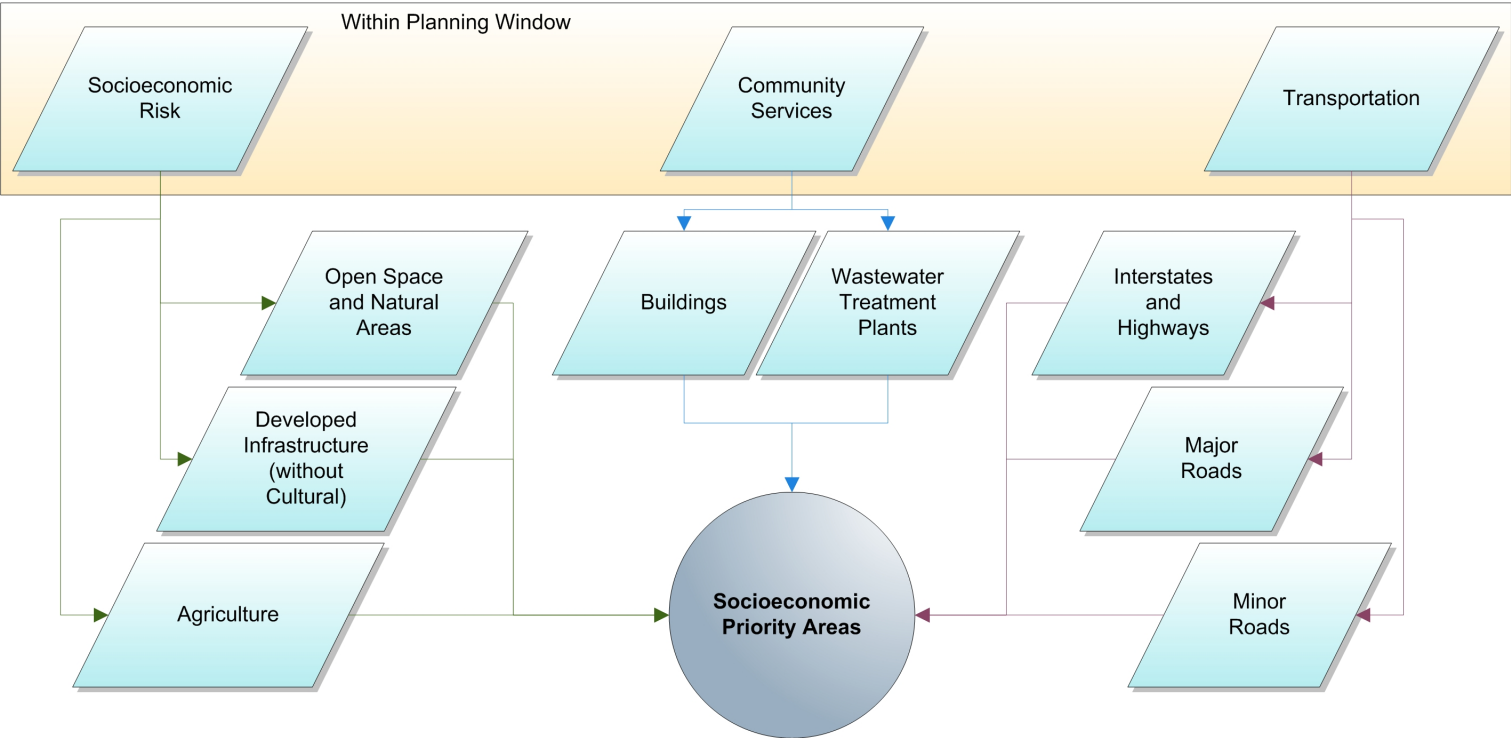 Within Planning Window
Socioeconomic
Risk
Community
Services
Transportation
Open Space
and Natural
Areas
Buildings
Wastewater
Treatment
Plants
Interstates
and
Highways
Developed
Infrastructure
(without
Cultural)
Major
Roads
Agriculture
Socioeconomic
Priority Areas
Minor
Roads